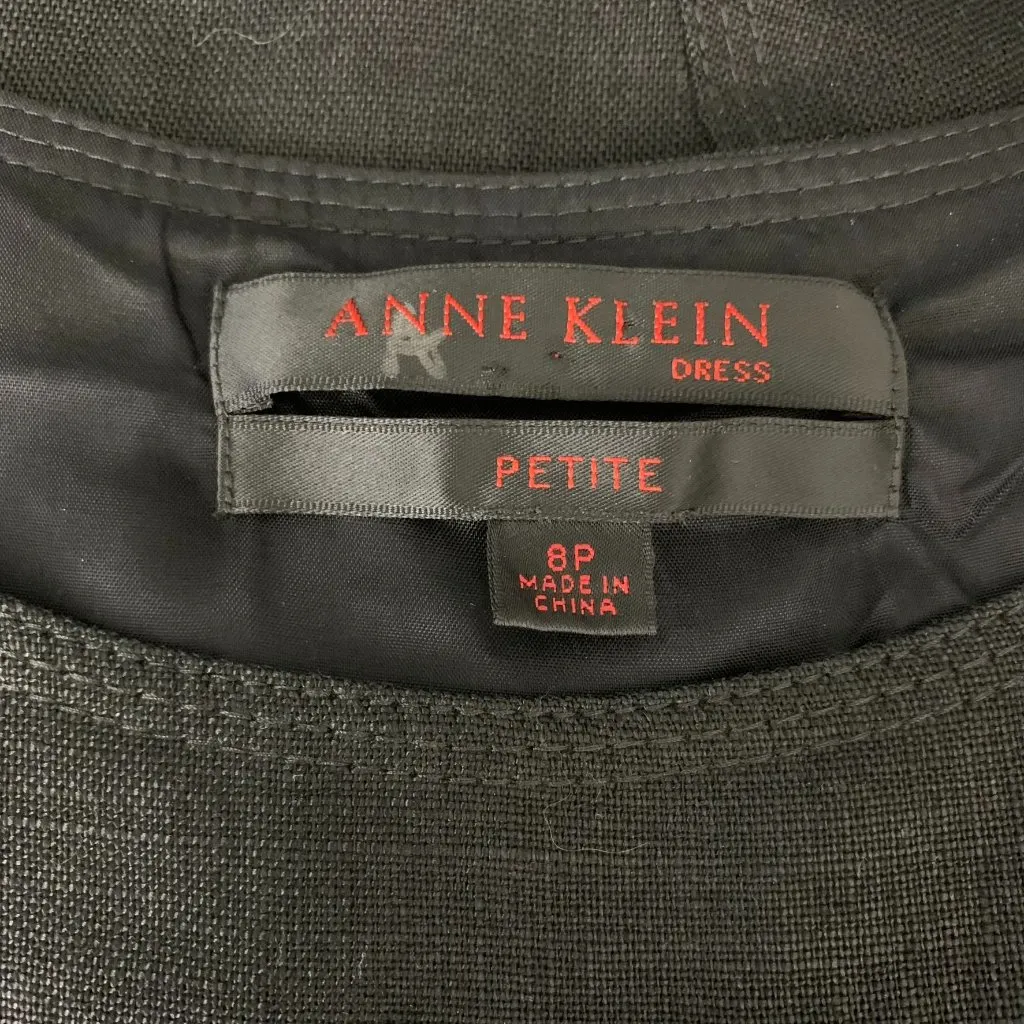 ANNE KLEIN
DRESS
PETITE
8P
MADE IN
CHINA